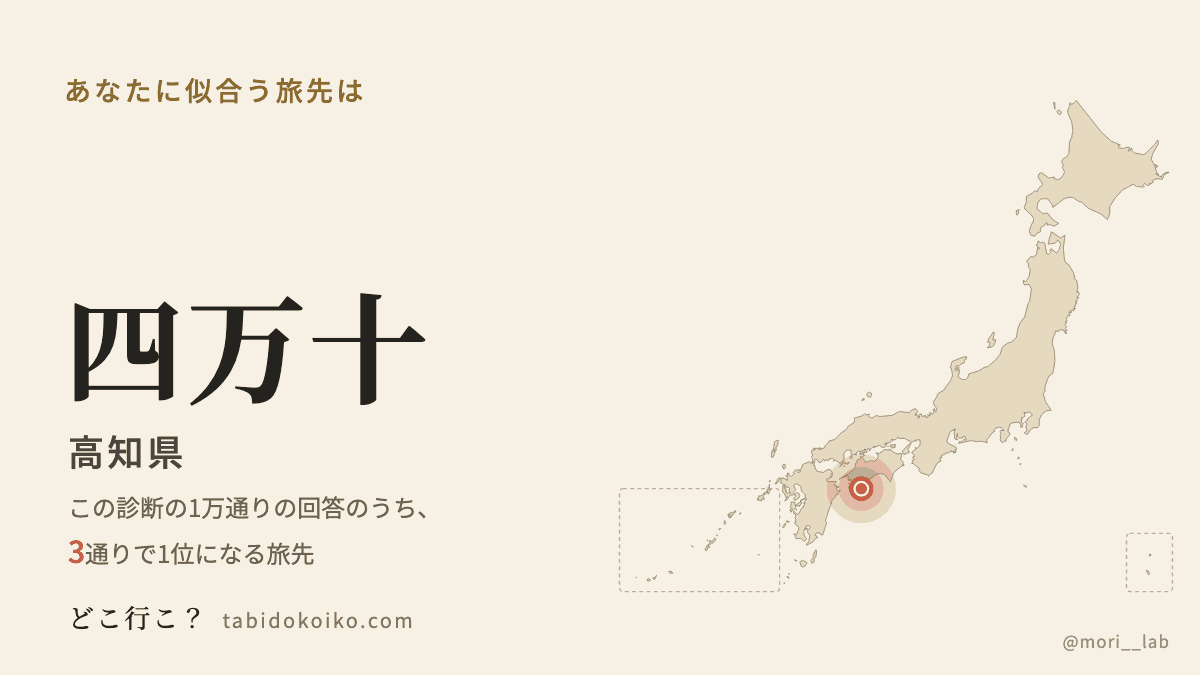 あなたに似合う旅先は
四万十
高知県
この診断の1万通りの回答のうち、
3通りで1位になる旅先
どこ行こ？ tabidokoiko.com
@mori__lab